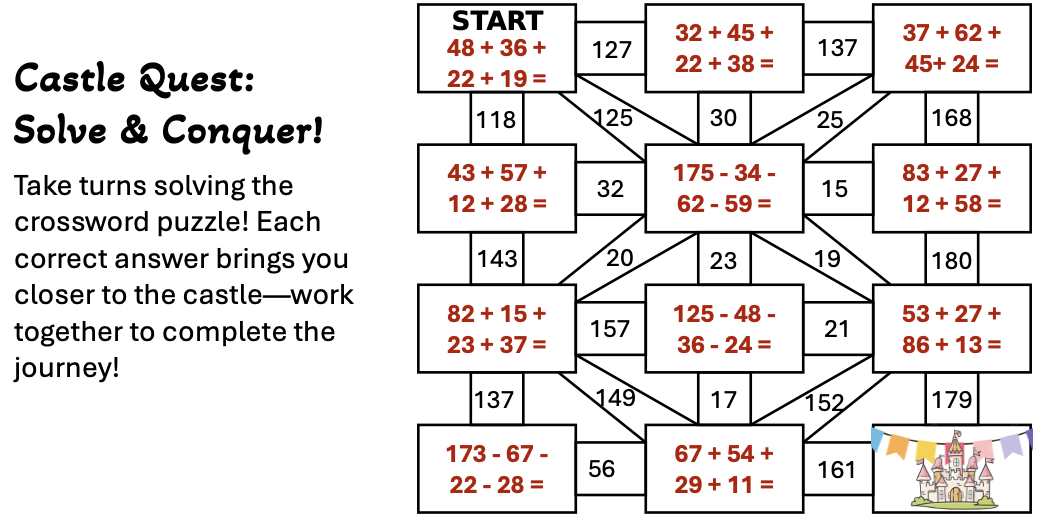 Castle Quest:
Solve & Conquer!
Take turns solving the
crossword puzzle! Each
correct answer brings you
closer to the castle—work
together to complete the
journey!
START
48 + 36 +
22 + 19 =
127
32 + 45 +
22 + 38 =
137
37 + 62 +
45+ 24 =
118
125
30
25
168
43 + 57 +
12 + 28 =
32
175 - 34 -
62 - 59 =
15
83 + 27 +
12 + 58 =
143
20
23
19
180
82 + 15 +
23 + 37 =
157
125 - 48 -
36 - 24 =
21
53 + 27 +
86 + 13 =
137
149
17
152
179
173 - 67 -
22 - 28 =
56
67 + 54 +
29 + 11 =
161